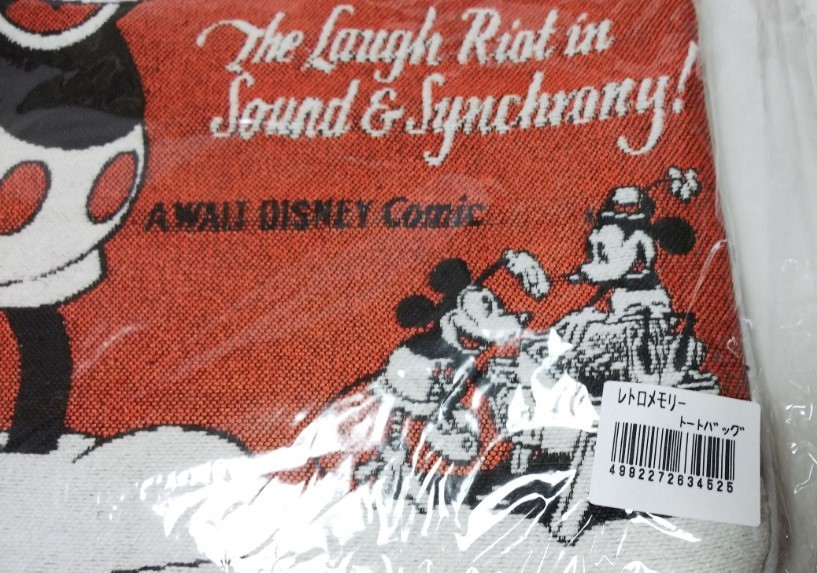 The Laugh Riot in
Sound & Synchrony!
A WALT DISNEY Comic
レトロメモリー
トートバッグ
4992272634525